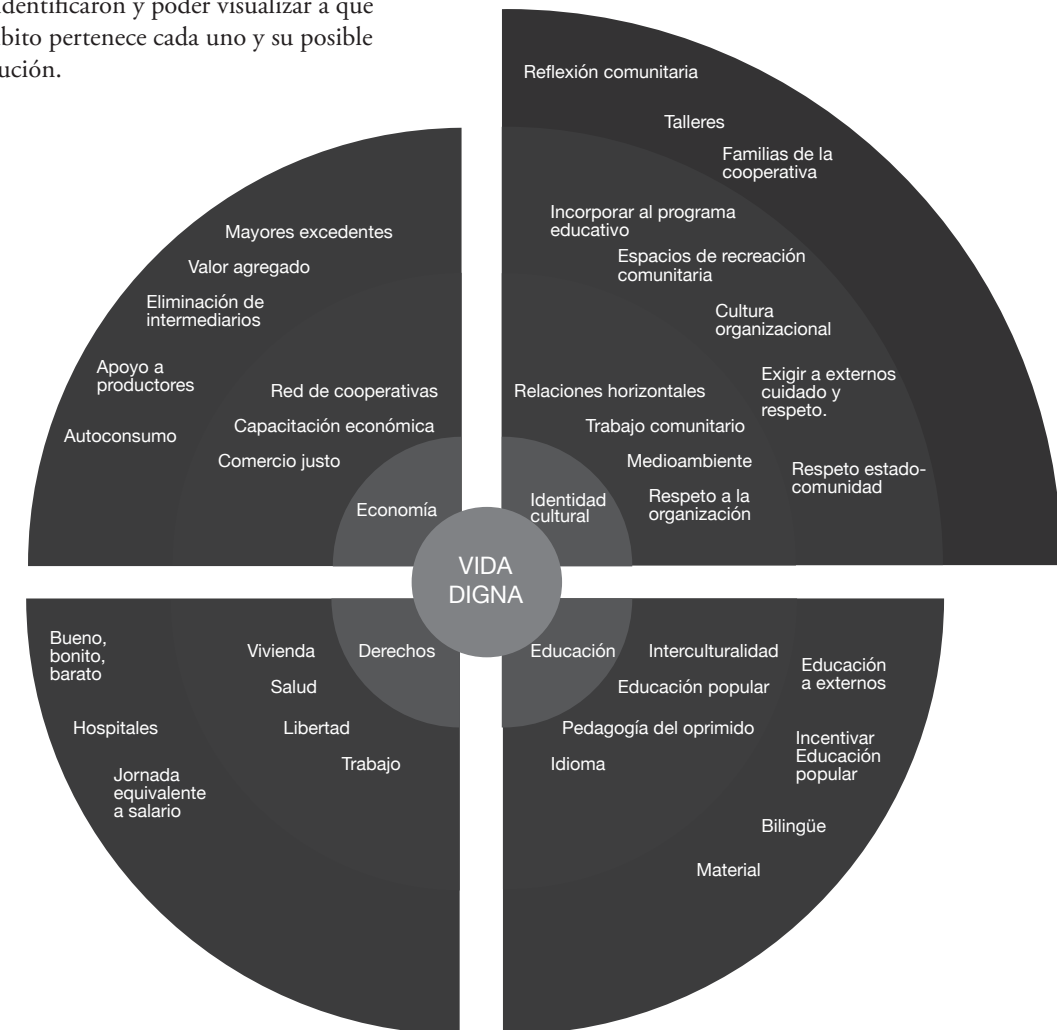 identificaron y poder visualizar a que
bito pertenece cada uno y su posible
ución.
Reflexión comunitaria
Talleres
Familias de la
cooperativa
Incorporar al programa
educativo
Espacios de recreación
comunitaria
Cultura
organizacional
Exigir a externos
cuidado y
respeto.
Respeto estado-
comunidad
Relaciones horizontales
Trabajo comunitario
Medioambiente
Respeto a la
organización
Identidad
cultural
Mayores excedentes
Valor agregado
Eliminación de
intermediarios
Apoyo a
productores
Autoconsumo
Red de cooperativas
Capacitación económica
Comercio justo
Economía
VIDA
DIGNA
Bueno,
bonito,
barato
Hospitales
Jornada
equivalente
a salario
Vivienda
Salud
Libertad
Trabajo
Derechos
Educación
Interculturalidad
Educación popular
Pedagogía del oprimido
Idioma
Educación
a externos
Incentivar
Educación
popular
Bilingüe
Material